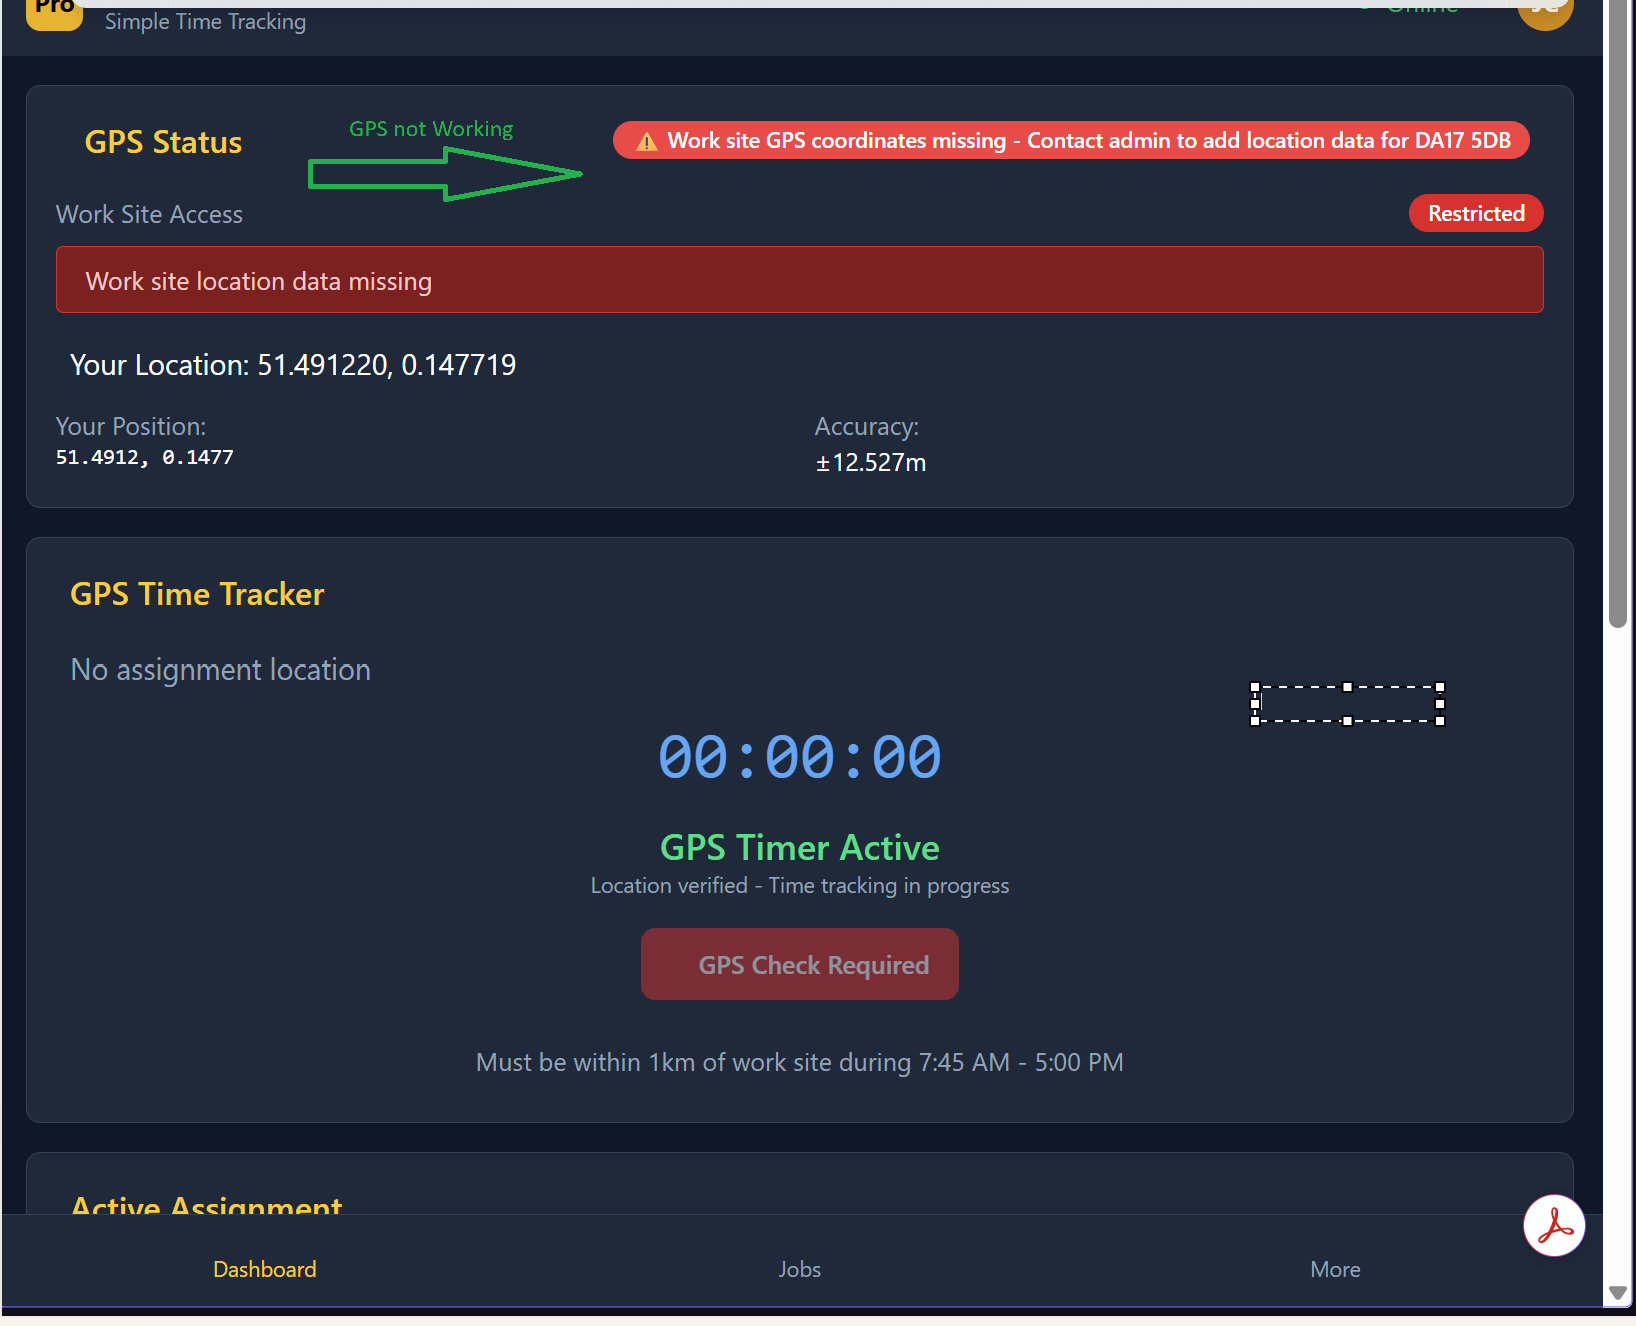 Pro
Simple Time Tracking
Online
GPS Status
GPS not Working
⚠ Work site GPS coordinates missing - Contact admin to add location data for DA17 5DB
Work Site Access
Restricted
Work site location data missing
Your Location: 51.491220, 0.147719
Your Position:
Accuracy:
51.4912, 0.1477
±12.527m
GPS Time Tracker
No assignment location
00:00:00
GPS Timer Active
Location verified - Time tracking in progress
GPS Check Required
Must be within 1km of work site during 7:45 AM - 5:00 PM
Active Assignment
Dashboard
Jobs
More